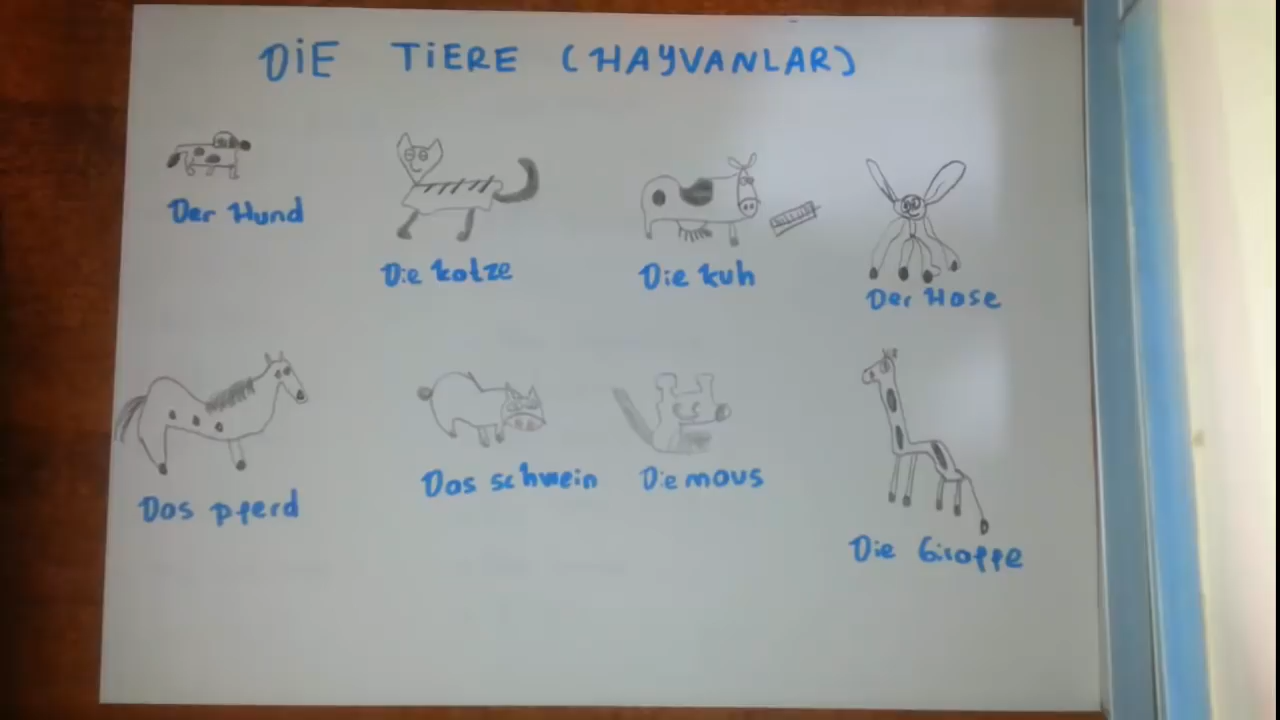 DiE TiERE (HAYVANLAR)
Der Hund
Die katze
Die kuh
Der Hase
Das pferd
Das schwein
Die maus
Die Giraffe